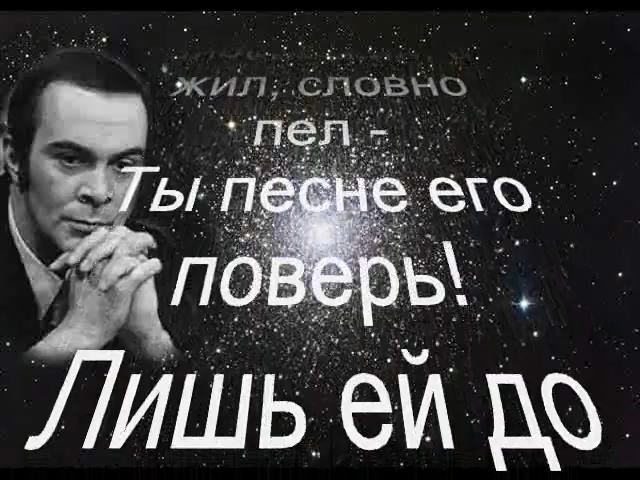 жил, словно
пел -
Ты песне его
поверь!
Лишь ей до